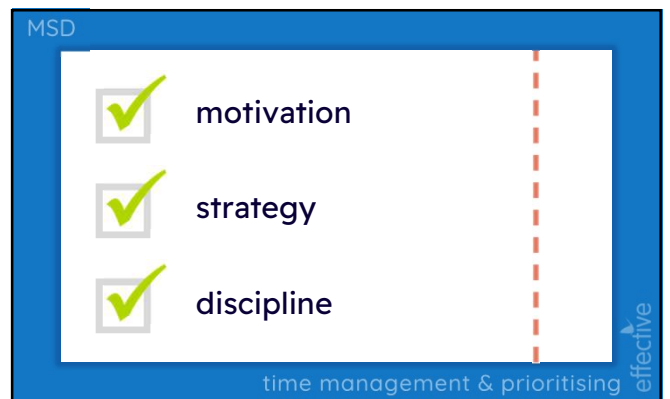 MSD
motivation
strategy
discipline
time management & prioritising
effective